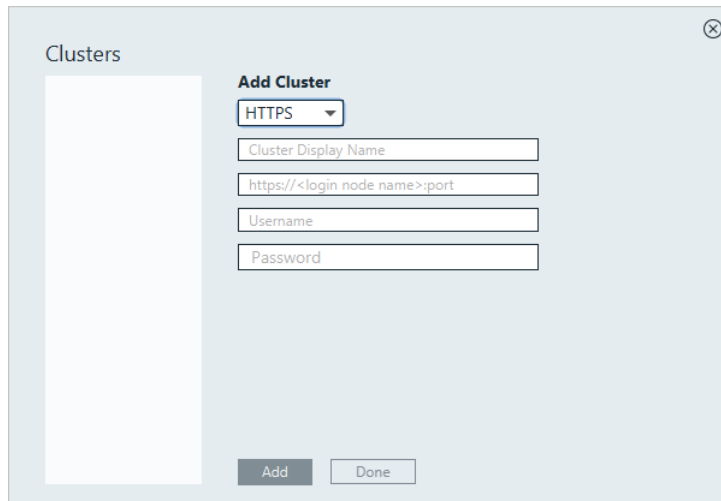 Clusters
Add Cluster
HTTPS
Cluster Display Name
https://<login node name>:port
Username
Password
Add
Done